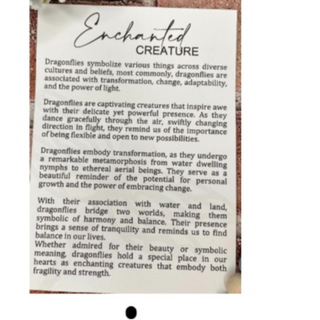 Enchanted
CREATURE
Dragonflies symbolize various things across diverse
cultures and beliefs, most commonly, dragonflies are
associated with transformation, change, adaptability,
and the power of light.
Dragonflies are captivating creatures that inspire awe
with their delicate yet powerful presence. As they
dance gracefully through the air, swiftly changing
direction in flight, they remind us of the importance
of being flexible and open to new possibilities.
Dragonflies embody transformation, as they undergo
a remarkable metamorphosis from water dwelling
nymphs to ethereal aerial beings. They serve as a
beautiful reminder of the potential for personal
growth and the power of embracing change.
With their association with water and land,
dragonflies bridge two worlds, making them
symbolic of harmony and balance. Their presence
brings a sense of tranquility and reminds us to find
balance in our lives.
Whether admired for their beauty or symbolic
meaning, dragonflies hold a special place in our
hearts as enchanting creatures that embody both
fragility and strength.